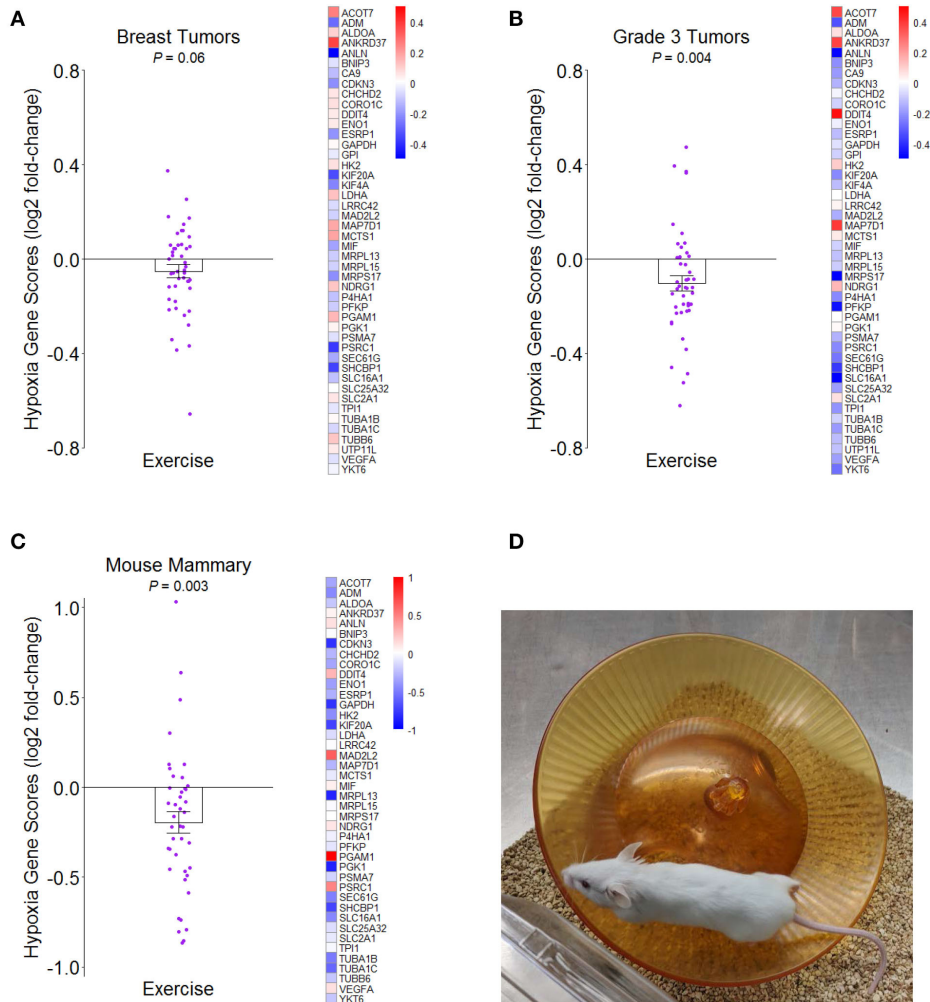 A
Breast Tumors
P = 0.06
Hypoxia Gene Scores (log2 fold-change)
0.8
0.4
0.0
-0.4
-0.8
Exercise
ACOT7
ADM
ALDOA
ANKRD37
ANLN
BNIP3
CA9
CDKN3
CHCHD2
CORO1C
DDIT4
ENO1
ESRP1
GAPDH
GPI
HK2
KIF20A
KIF4A
LDHA
LRRC42
MAD2L2
MAP7D1
MCTS1
MIF
MRPL13
MRPL15
MRPS17
NDRG1
P4HA1
PFKP
PGAM1
PGK1
PSMA7
PSRC1
SEC61G
SHCBP1
SLC16A1
SLC25A32
SLC2A1
TPI1
TUBA1B
TUBA1C
TUBB6
UTP11L
VEGFA
YKT6
0.4
0.2
0
-0.2
-0.4
B
Grade 3 Tumors
P = 0.004
Hypoxia Gene Scores (log2 fold-change)
0.8
0.4
0.0
-0.4
-0.8
Exercise
ACOT7
ADM
ALDOA
ANKRD37
ANLN
BNIP3
CA9
CDKN3
CHCHD2
CORO1C
DDIT4
ENO1
ESRP1
GAPDH
GPI
HK2
KIF20A
KIF4A
LDHA
LRRC42
MAD2L2
MAP7D1
MCTS1
MIF
MRPL13
MRPL15
MRPS17
NDRG1
P4HA1
PFKP
PGAM1
PGK1
PSMA7
PSRC1
SEC61G
SHCBP1
SLC16A1
SLC25A32
SLC2A1
TPI1
TUBA1B
TUBA1C
TUBB6
UTP11L
VEGFA
YKT6
0.4
0.2
0
-0.2
-0.4
C
Mouse Mammary
P = 0.003
Hypoxia Gene Scores (log2 fold-change)
1.0
0.5
0.0
-0.5
-1.0
Exercise
ACOT7
ADM
ALDOA
ANKRD37
ANLN
BNIP3
CDKN3
CHCHD2
CORO1C
DDIT4
ENO1
ESRP1
GAPDH
HK2
KIF20A
LDHA
LRRC42
MAD2L2
MAP7D1
MCTS1
MIF
MRPL13
MRPL15
MRPS17
NDRG1
P4HA1
PFKP
PGAM1
PGK1
PSMA7
PSRC1
SEC61G
SHCBP1
SLC16A1
SLC25A32
SLC2A1
TPI1
TUBA1B
TUBA1C
TUBB6
VEGFA
YKT6
1
0.5
0
-0.5
-1
D